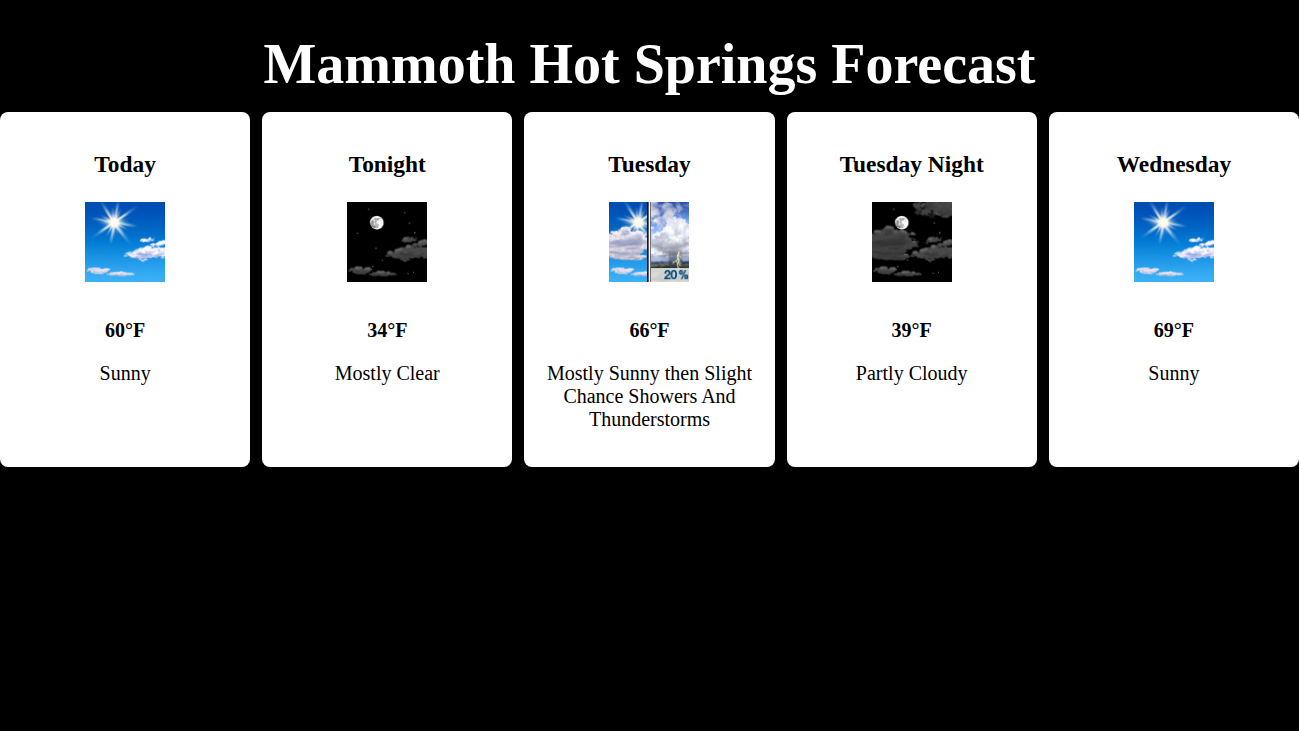 Mammoth Hot Springs Forecast
Today
60°F
Sunny
Tonight
34°F
Mostly Clear
Tuesday
20%
66°F
Mostly Sunny then Slight
Chance Showers And
Thunderstorms
Tuesday Night
39°F
Partly Cloudy
Wednesday
69°F
Sunny